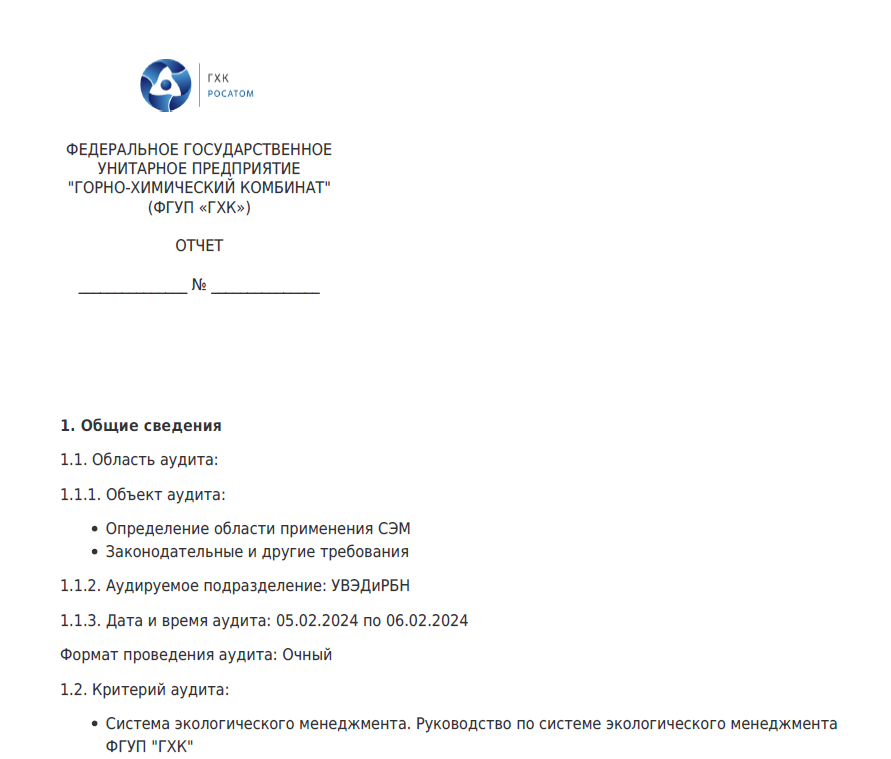 ГХК
РОСАТОМ
ФЕДЕРАЛЬНОЕ ГОСУДАРСТВЕННОЕ
УНИТАРНОЕ ПРЕДПРИЯТИЕ
"ГОРНО-ХИМИЧЕСКИЙ КОМБИНАТ"
(ФГУП «ГХК»)
ОТЧЕТ
_______________ № _______________
1. Общие сведения
1.1. Область аудита:
1.1.1. Объект аудита:
• Определение области применения СЭМ
• Законодательные и другие требования
1.1.2. Аудируемое подразделение: УВЭДиРБН
1.1.3. Дата и время аудита: 05.02.2024 по 06.02.2024
Формат проведения аудита: Очный
1.2. Критерий аудита:
• Система экологического менеджмента. Руководство по системе экологического менеджмента
ФГУП "ГХК"